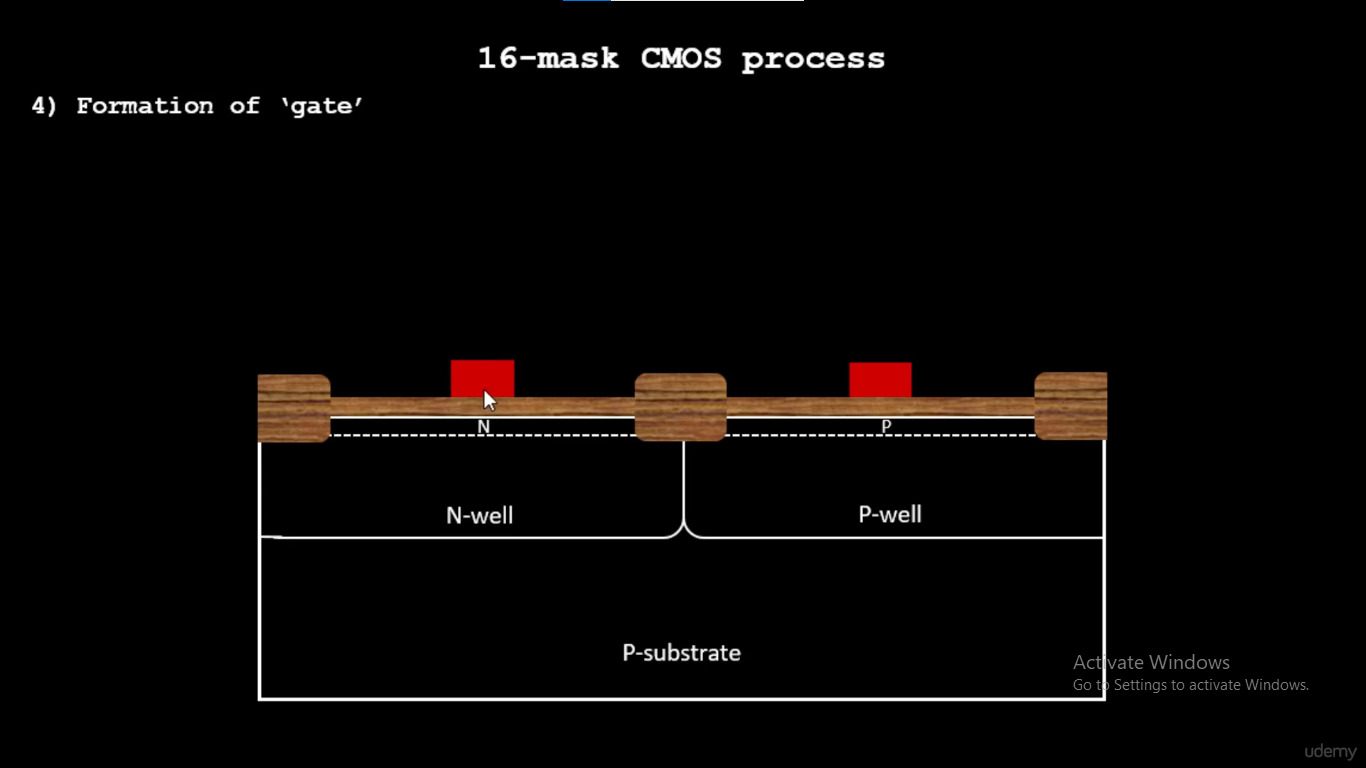 16-mask CMOS process
4) Formation of ‘gate’
N
P
N-well
P-well
P-substrate
Activate Windows
Go to Settings to activate Windows.
udemy